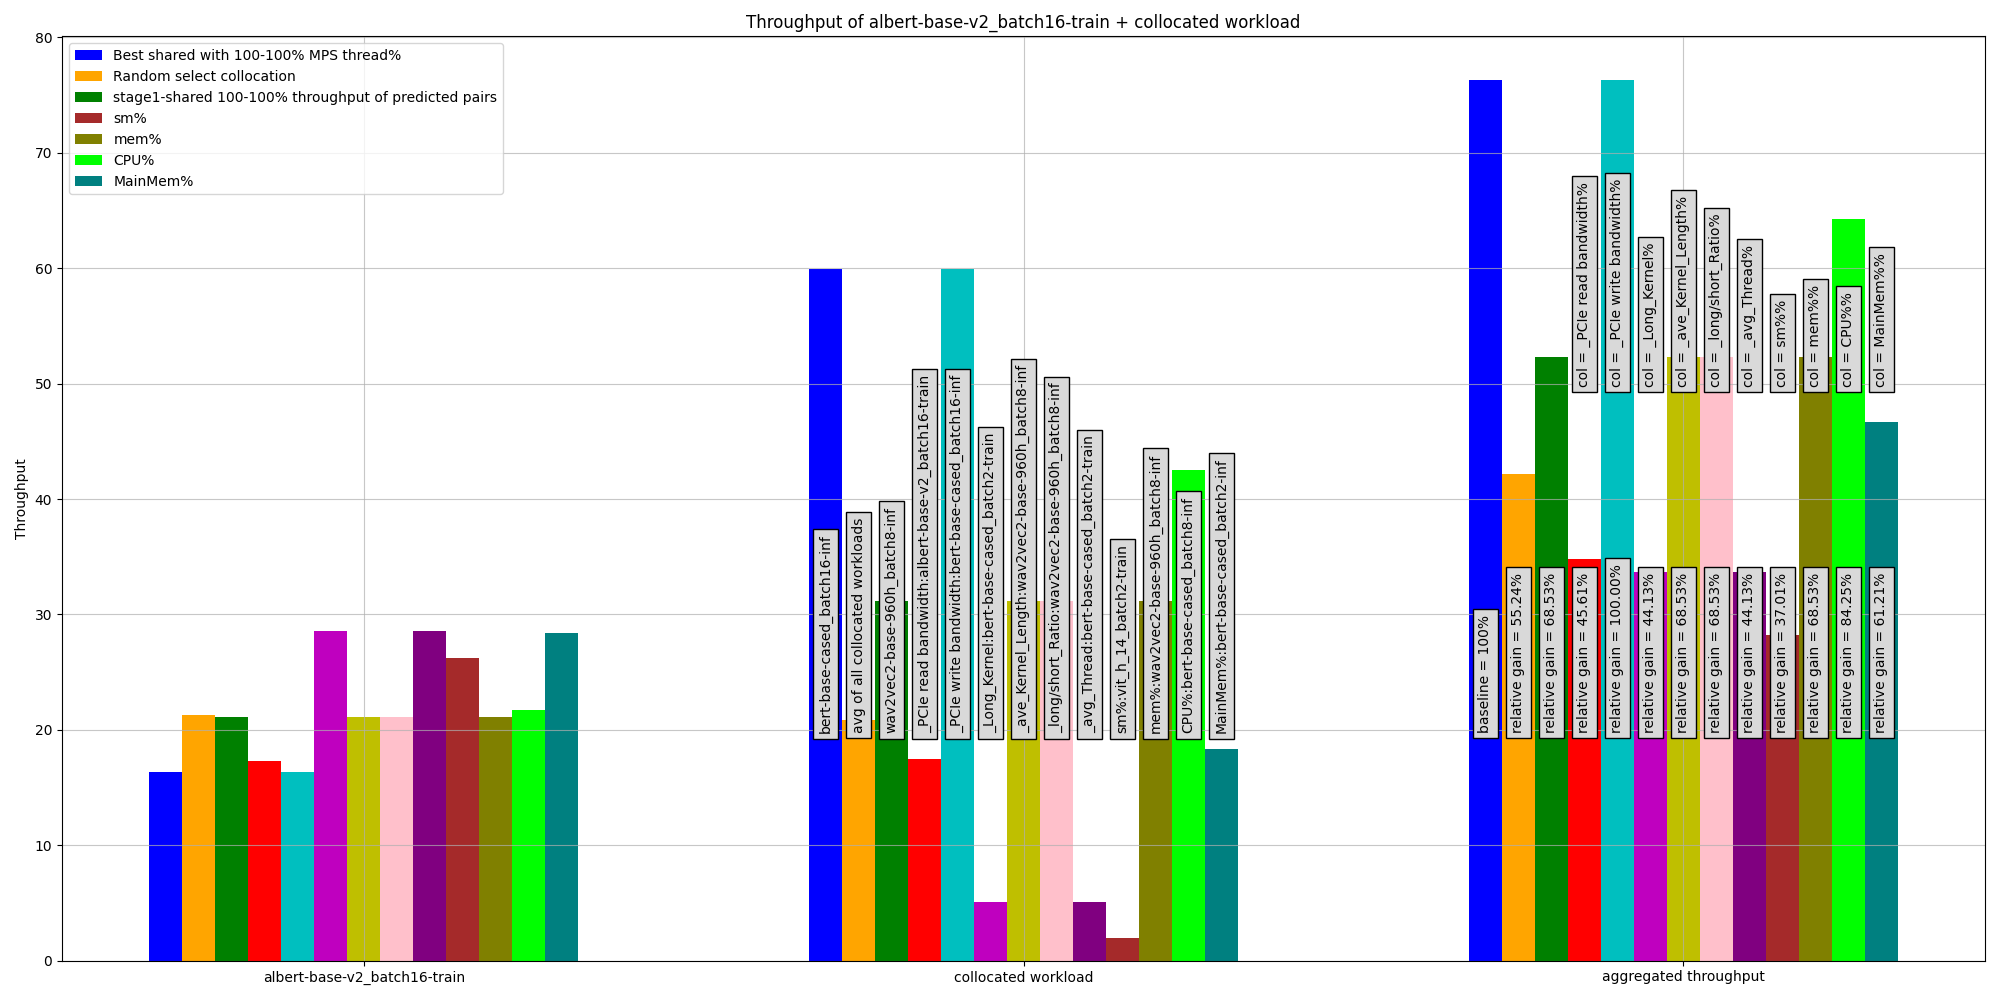 Throughput of albert-base-v2_batch16-train + collocated workload
Throughput
80
70
60
50
40
30
20
10
0
Best shared with 100-100% MPS thread%
Random select collocation
stage1-shared 100-100% throughput of predicted pairs
sm%
mem%
CPU%
MainMem%
bert-base-cased_batch16-inf
avg of all collocated workloads
wav2vec2-base-960h_batch8-inf
_PCIe read bandwidth:albert-base-v2_batch16-train
_PCIe write bandwidth:bert-base-cased_batch16-inf
_Long_Kernel:bert-base-cased_batch2-train
_ave_Kernel_Length:wav2vec2-base-960h_batch8-inf
_long/short_Ratio:wav2vec2-base-960h_batch8-inf
_avg_Thread:bert-base-cased_batch2-train
sm%:vit_h_14_batch2-train
mem%:wav2vec2-base-960h_batch8-inf
CPU%:bert-base-cased_batch8-inf
MainMem%:bert-base-cased_batch2-inf
col = _PCIe read bandwidth%
col = _PCIe write bandwidth%
col = _Long_Kernel%
col = _ave_Kernel_Length%
col = _long/short_Ratio%
col = _avg_Thread%
col = sm%%
col = mem%%
col = CPU%%
col = MainMem%%
baseline = 100%
relative gain = 55.24%
relative gain = 68.53%
relative gain = 45.61%
relative gain = 100.00%
relative gain = 44.13%
relative gain = 68.53%
relative gain = 68.53%
relative gain = 44.13%
relative gain = 37.01%
relative gain = 68.53%
relative gain = 84.25%
relative gain = 61.21%
albert-base-v2_batch16-train
collocated workload
aggregated throughput